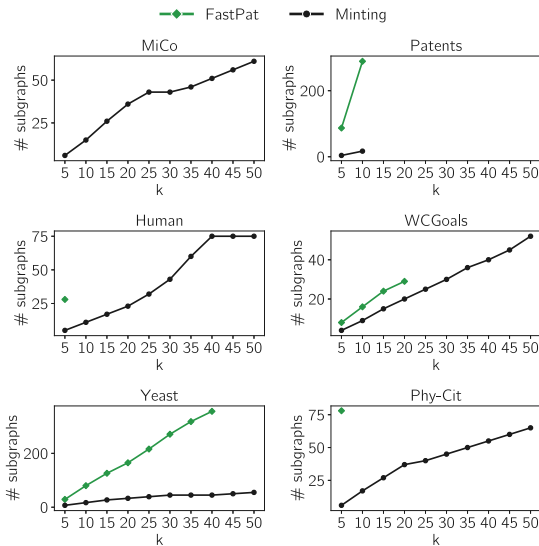 FastPat Minting
MiCo Patents
# subgraphs 50 25
5 10 15 20 25 30 35 40 45 50
k
# subgraphs 200 0
5 10 15 20 25 30 35 40 45 50
k
Human WCGoals
# subgraphs 75 50 25
5 10 15 20 25 30 35 40 45 50
k
# subgraphs 40 20
5 10 15 20 25 30 35 40 45 50
k
Yeast Phy-Cit
# subgraphs 200 0
5 10 15 20 25 30 35 40 45 50
k
# subgraphs 75 50 25
5 10 15 20 25 30 35 40 45 50
k